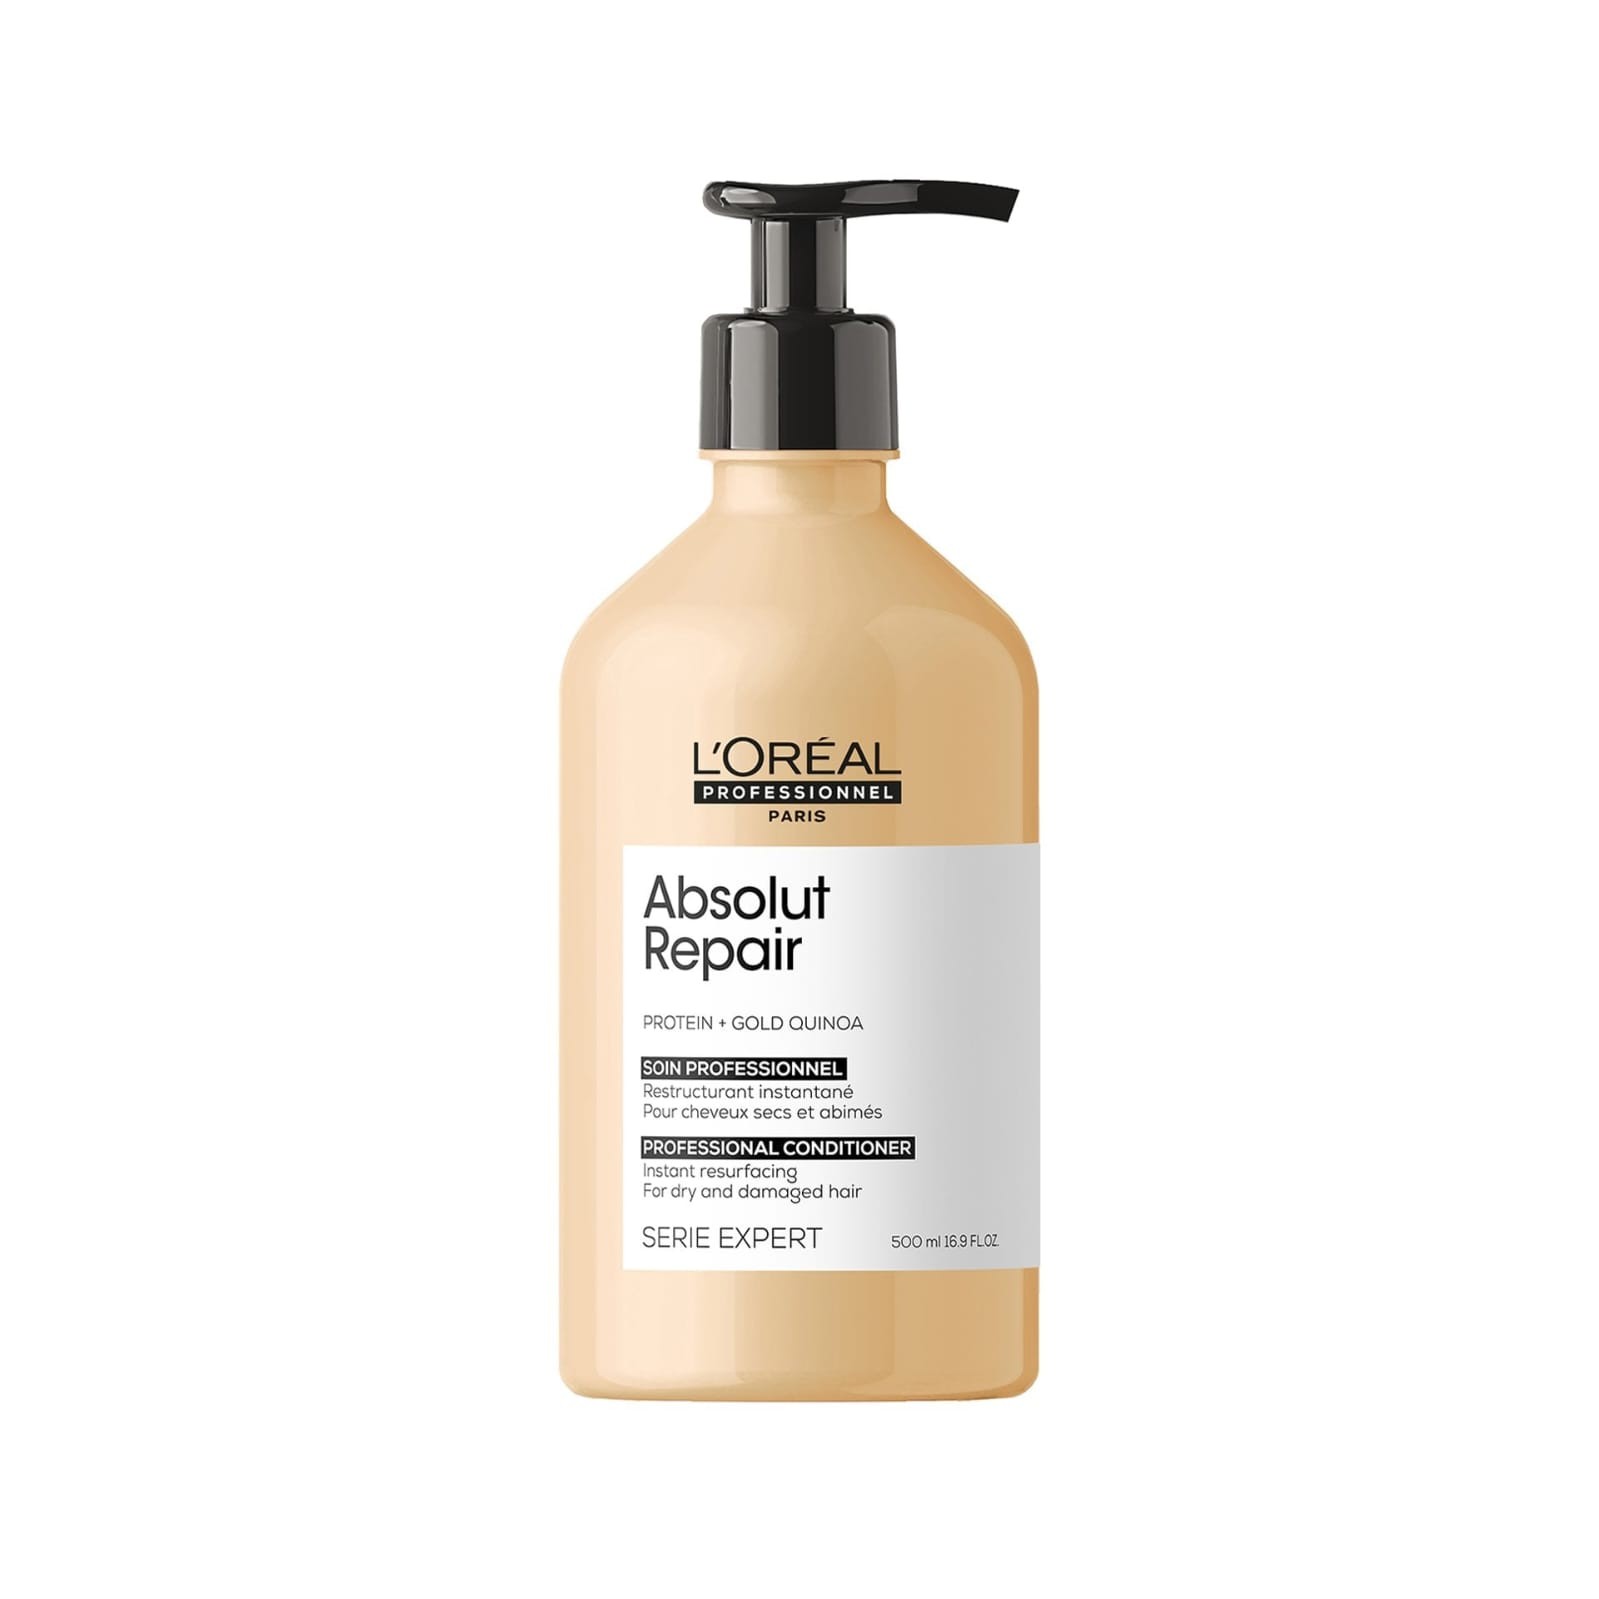 L'ORÉAL
PROFESSIONNEL
PARIS
Absolut
Repair
PROTEIN + GOLD QUINOA
SOIN PROFESSIONNEL
Restructurant instantané
Pour cheveux secs et abimés
PROFESSIONAL CONDITIONER
Instant resurfacing
For dry and damaged hair
SERIE EXPERT
500 ml 16.9 FL.OZ.